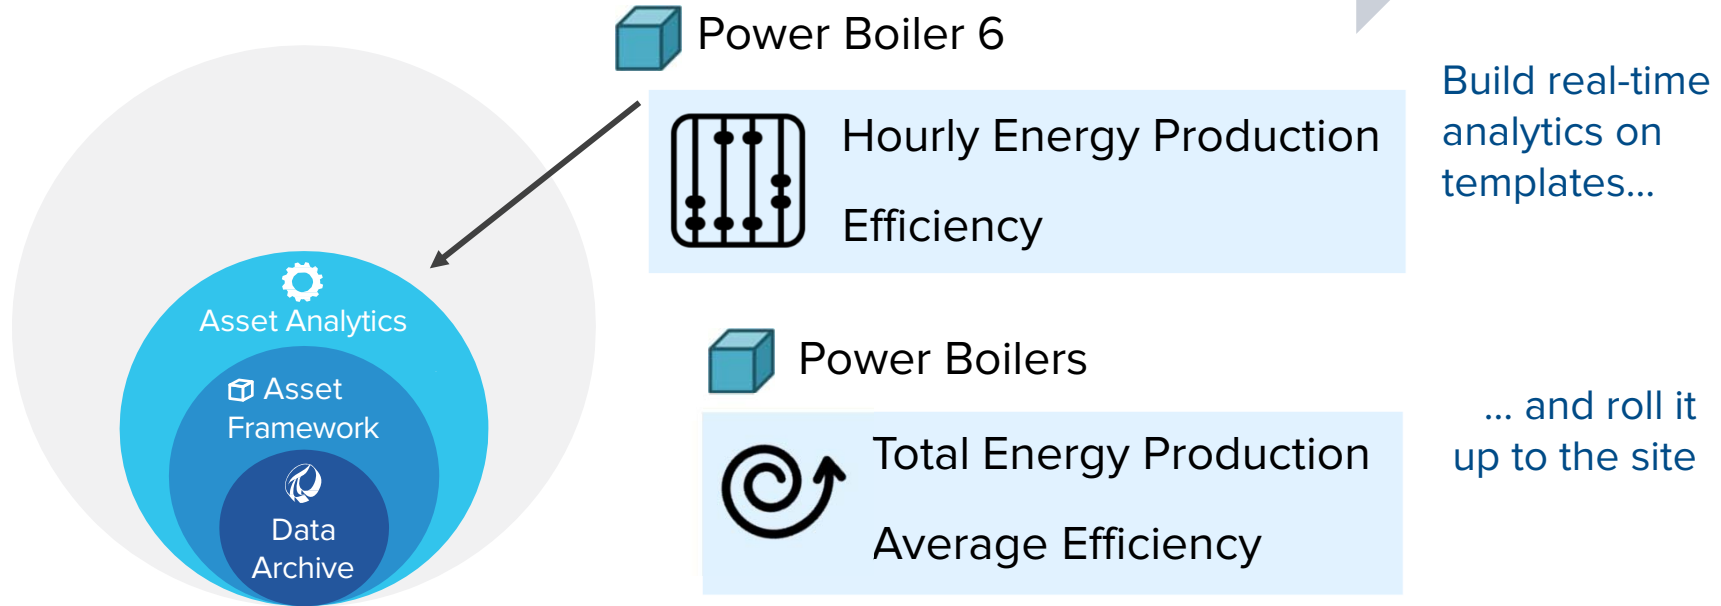 Power Boiler 6
Hourly Energy Production
Efficiency
Build real-time
analytics on
templates...
Asset Analytics
Asset
Framework
Data
Archive
Power Boilers
Total Energy Production
Average Efficiency
... and roll it
up to the site